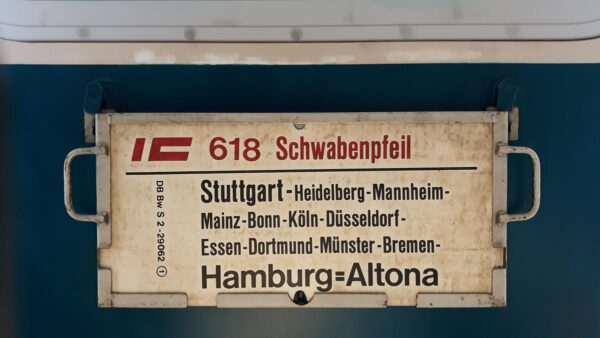 IC 618 Schwabenpfeil
Stuttgart-Heidelberg-Mannheim-
Mainz-Bonn-Köln-Düsseldorf-
Essen-Dortmund-Münster-Bremen-
Hamburg=Altona
DB Bw S 2-29062 ①